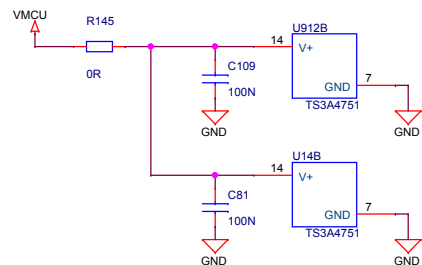 VMCU
R145
0R
U912B
14
V+
C109
100N
GND
7
TS3A4751
GND
GND
U14B
14
V+
C81
100N
GND
7
TS3A4751
GND
GND